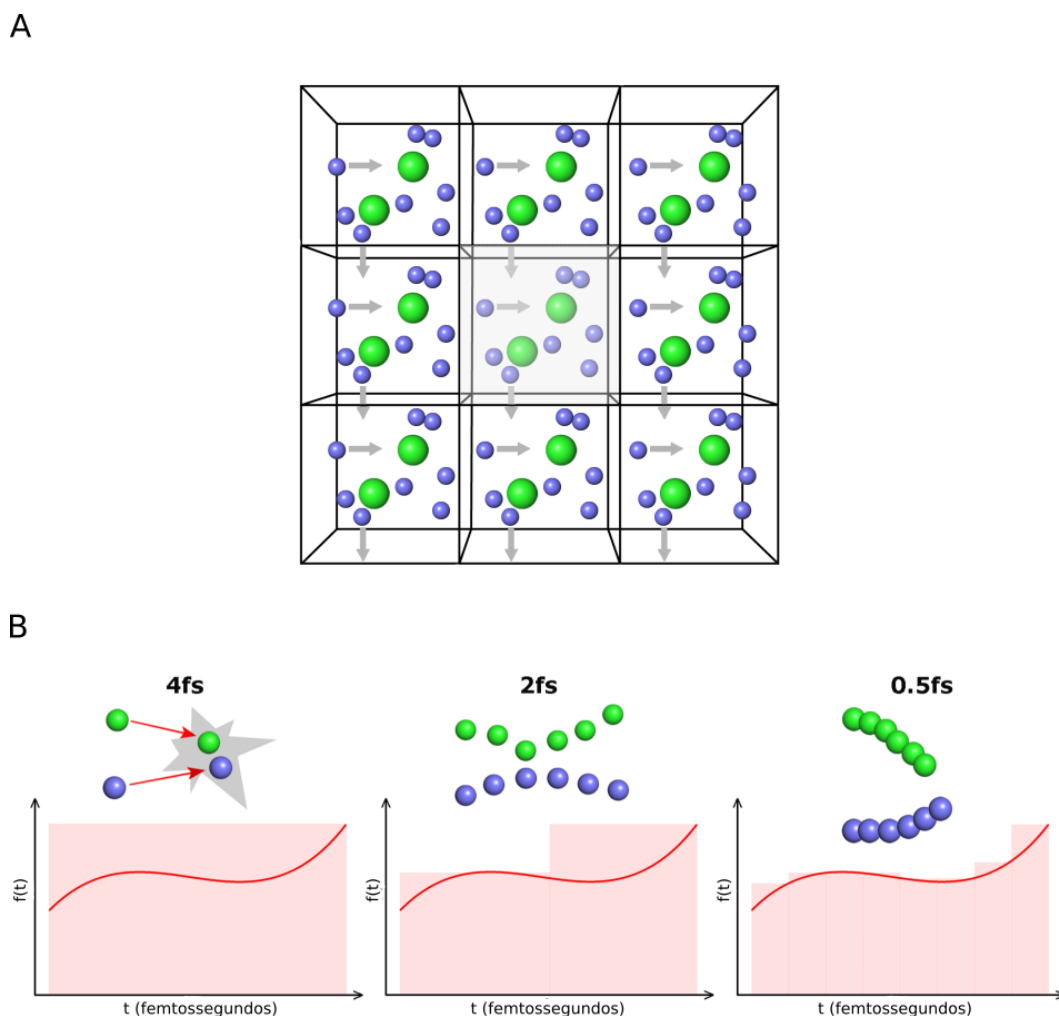 A
B
4fs
2fs
0.5fs
f(t)
f(t)
f(t)
t (femtossegundos)
t (femtossegundos)
t (femtossegundos)